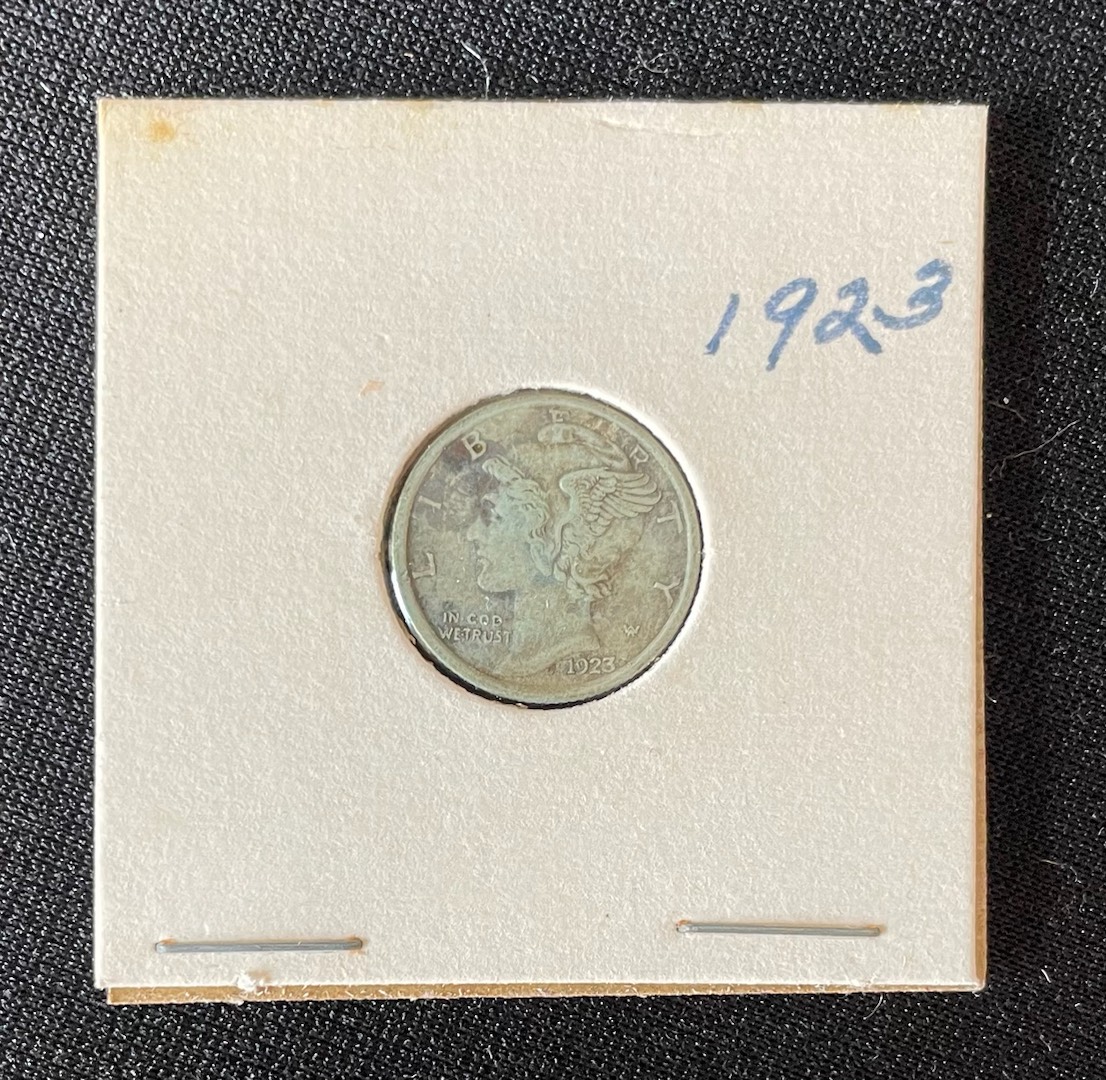 1923
LIBERTY
IN GOD
WE TRUST
W
1923